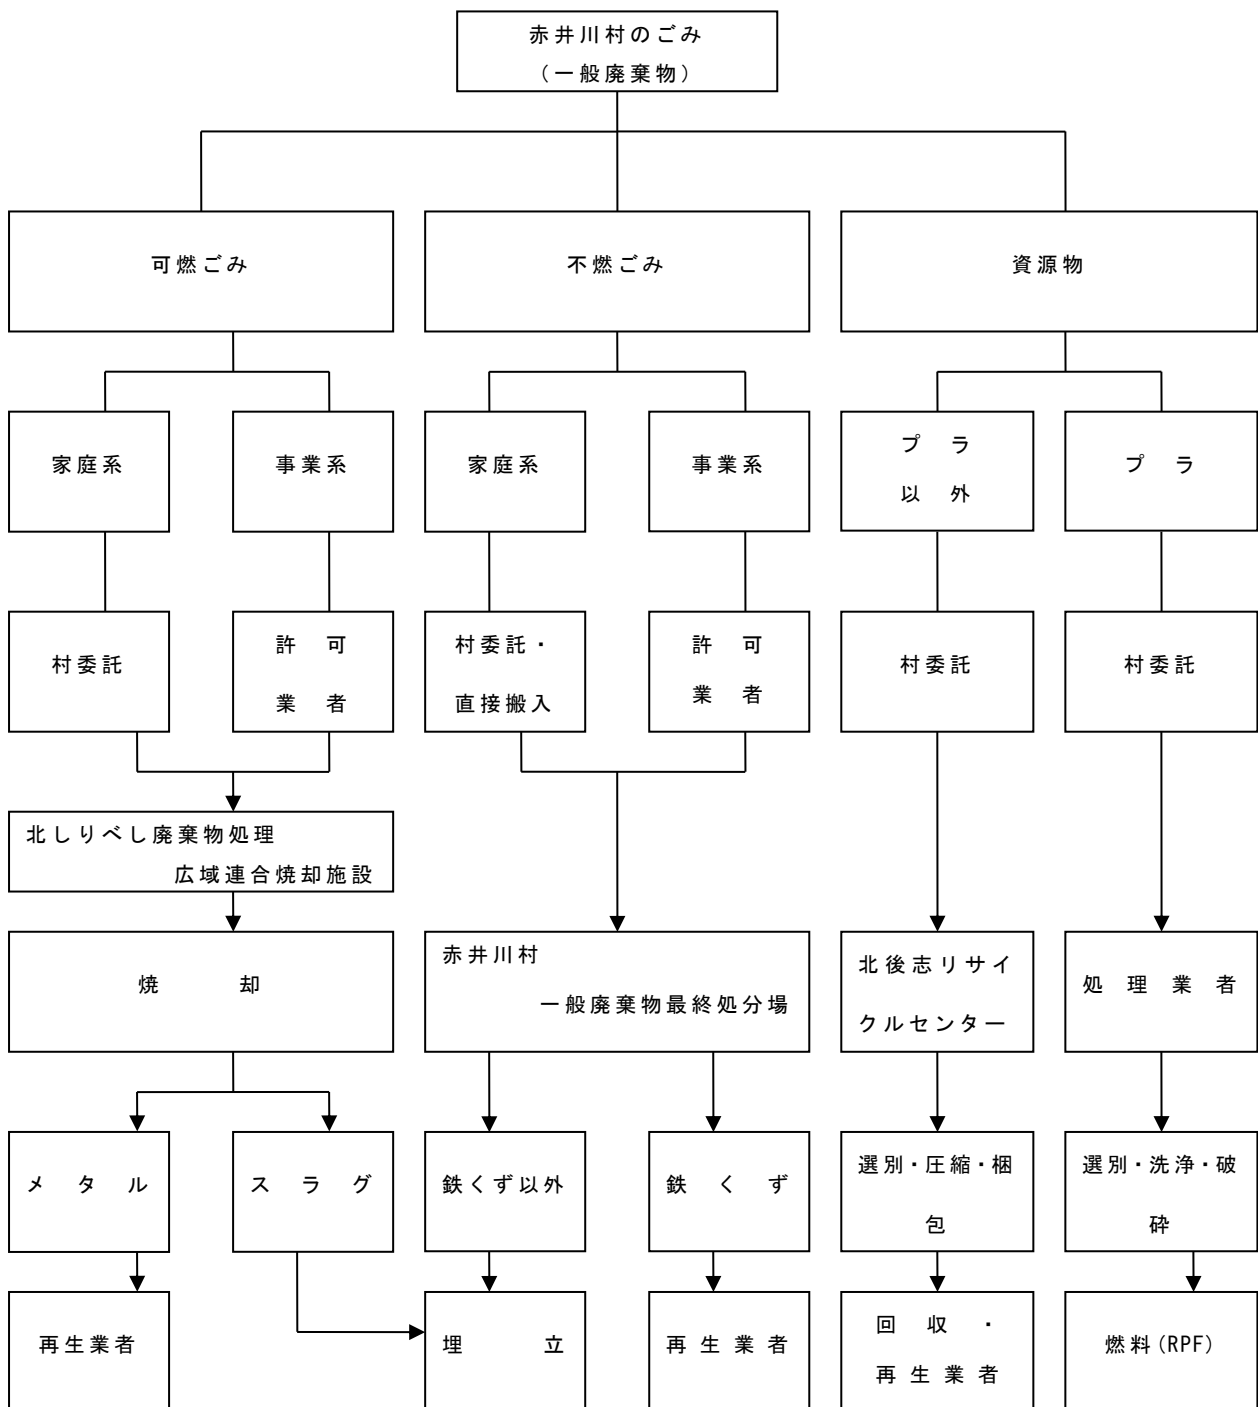 赤井川村のごみ
（一般廃棄物）
可燃ごみ
不燃ごみ
資源物
家庭系
事業系
家庭系
事業系
プラ
以外
プラ
村委託
許可
業者
村委託・
直接搬入
許可
業者
村委託
村委託
北しりべし廃棄物処理
広域連合焼却施設
焼却
赤井川村
一般廃棄物最終処分場
北後志リサイ
クルセンター
処理業者
メタル
スラグ
鉄くず以外
鉄くず
選別・圧縮・梱
包
選別・洗浄・破
砕
再生業者
埋立
再生業者
回収・
再生業者
燃料(RPF)